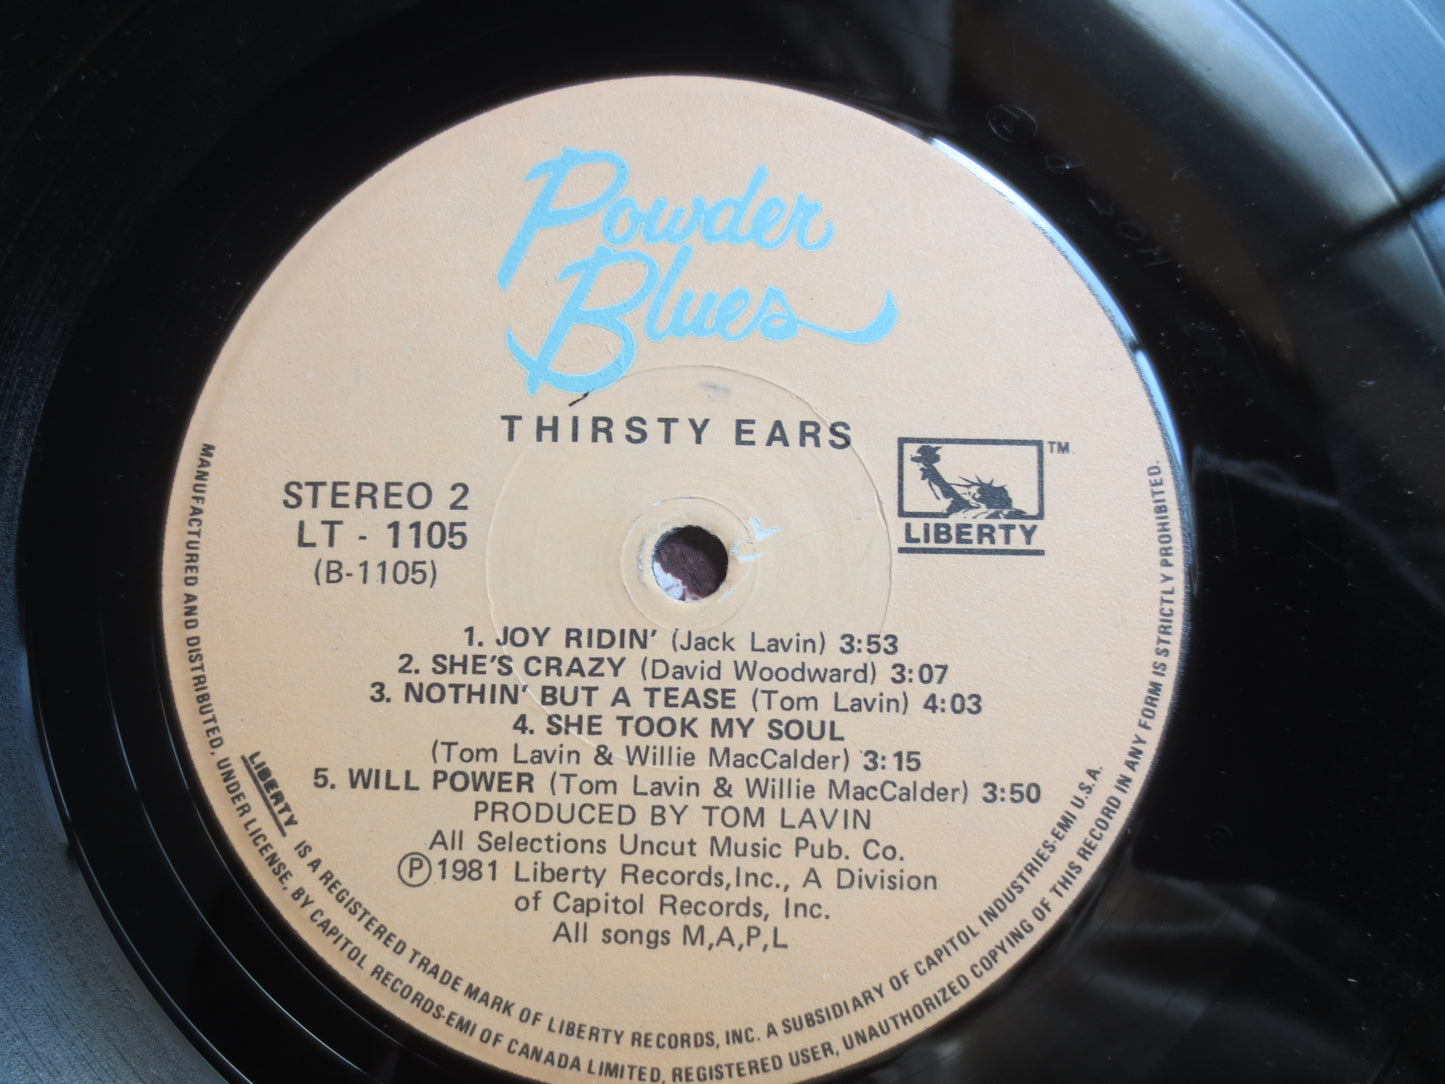 Powder
Blues
THIRSTY EARS
STEREO 2
LT - 1105
(B-1105)
TM
LIBERTY
1. JOY RIDIN' (Jack Lavin) 3:53
2. SHE'S CRAZY (David Woodward) 3:07
3. NOTHIN' BUT A TEASE (Tom Lavin) 4:03
4. SHE TOOK MY SOUL
(Tom Lavin & Willie MacCalder) 3:15
5. WILL POWER (Tom Lavin & Willie MacCalder) 3:50
PRODUCED BY TOM LAVIN
All Selections Uncut Music Pub. Co.
Ⓟ1981 Liberty Records,Inc., A Division
of Capitol Records, Inc.
All songs M,A,P,L
LIBERTY IS A REGISTERED TRADE MARK OF LIBERTY RECORDS, INC. A SUBSIDIARY OF CAPITOL INDUSTRIES-EMI U.S.A.
MANUFACTURED AND DISTRIBUTED, UNDER LICENSE, BY CAPITOL RECORDS-EMI OF CANADA LIMITED, REGISTERED USER, UNAUTHORIZED COPYING OF THIS RECORD IN ANY FORM IS STRICTLY PROHIBITED.